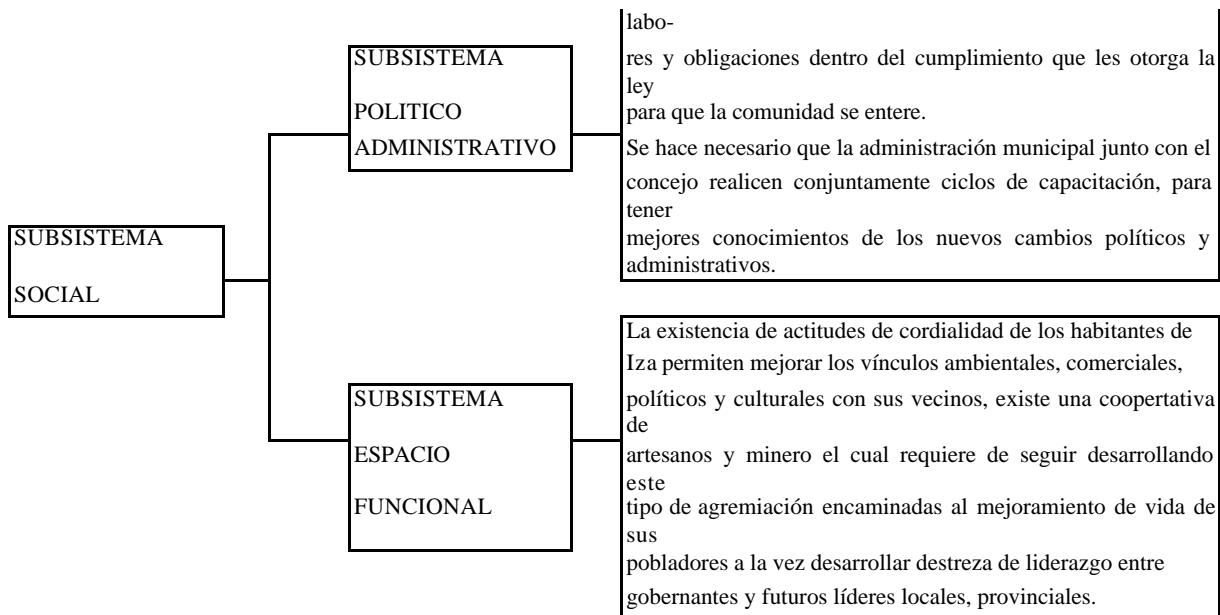 SUBSISTEMA
SOCIAL
SUBSISTEMA
POLITICO
ADMINISTRATIVO
labo-
res y obligaciones dentro del cumplimiento que les otorga la
ley
para que la comunidad se entere.
Se hace necesario que la administración municipal junto con el
concejo realicen conjuntamente ciclos de capacitación, para
tener
mejores conocimientos de los nuevos cambios políticos y
administrativos.
SUBSISTEMA
ESPACIO
FUNCIONAL
La existencia de actitudes de cordialidad de los habitantes de
Iza permiten mejorar los vínculos ambientales, comerciales,
políticos y culturales con sus vecinos, existe una coopertativa
de
artesanos y minero el cual requiere de seguir desarrollando
este
tipo de agremiación encaminadas al mejoramiento de vida de
sus
pobladores a la vez desarrollar destreza de liderazgo entre
gobernantes y futuros líderes locales, provinciales.